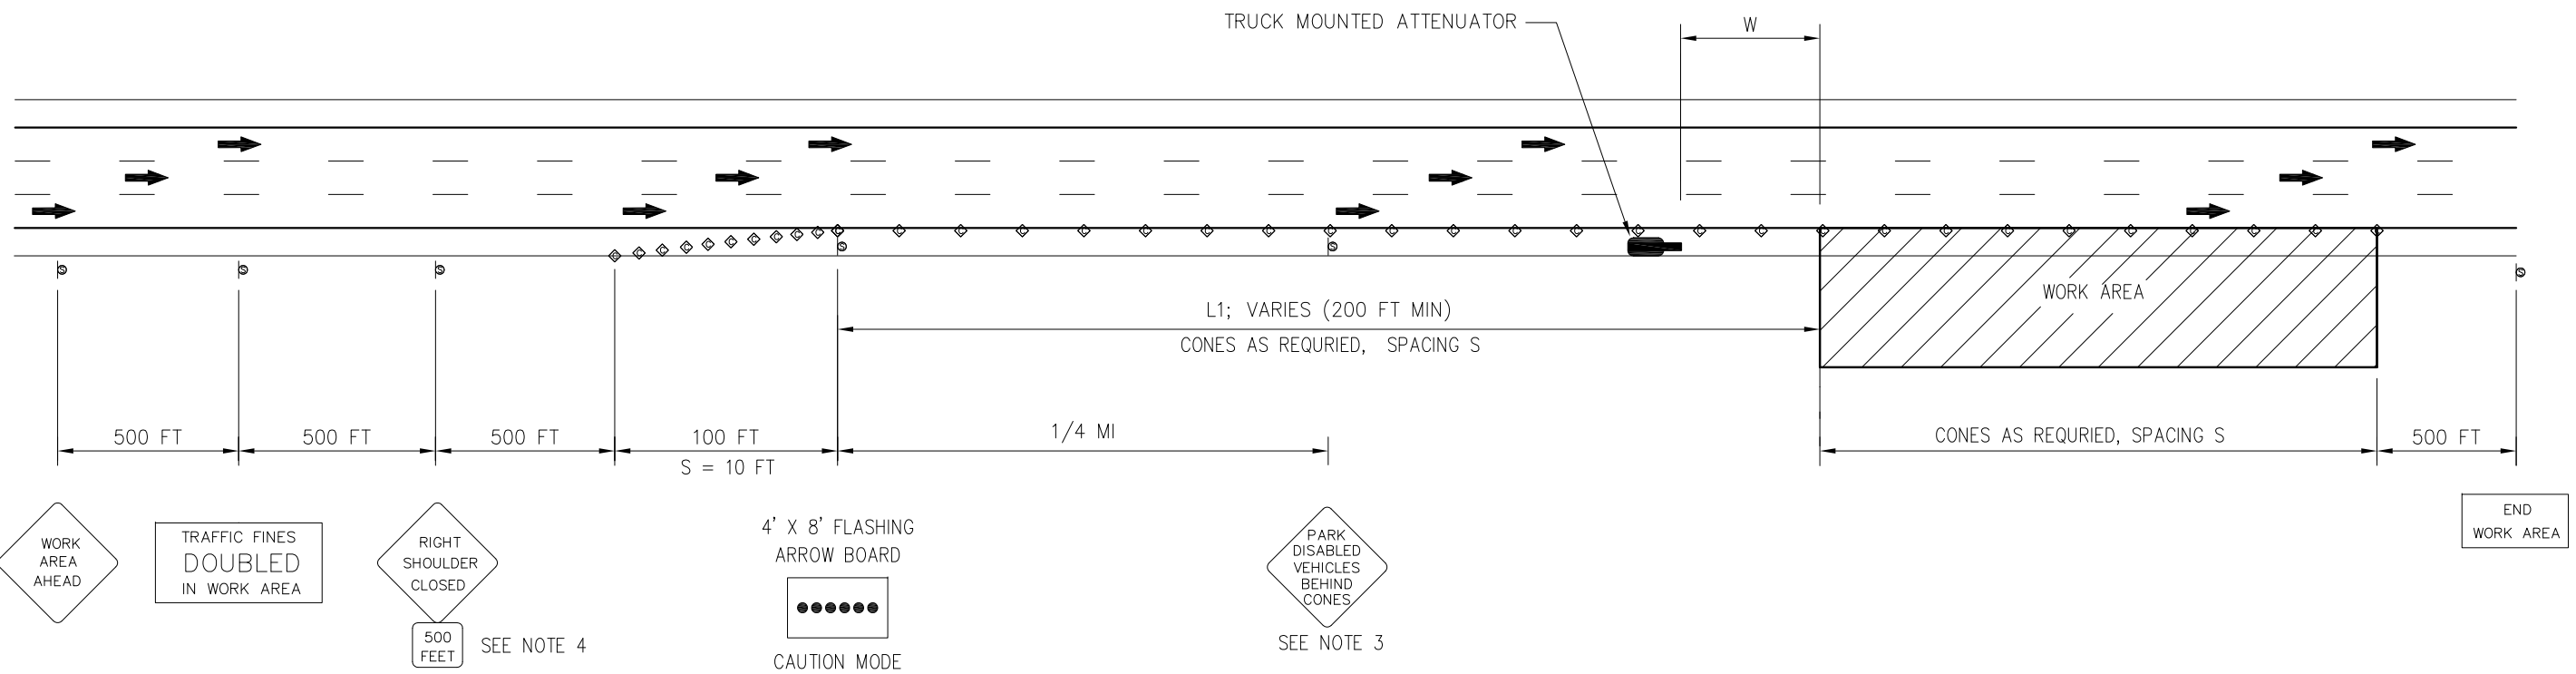 TRUCK MOUNTED ATTENUATOR
W
L1; VARIES (200 FT MIN)
CONES AS REQURIED, SPACING S
WORK AREA
500 FT
500 FT
500 FT
100 FT
S = 10 FT
1/4 MI
CONES AS REQURIED, SPACING S
500 FT
WORK
AREA
AHEAD
TRAFFIC FINES
DOUBLED
IN WORK AREA
RIGHT
SHOULDER
CLOSED
500
FEET
SEE NOTE 4
4' X 8' FLASHING
ARROW BOARD
CAUTION MODE
PARK
DISABLED
VEHICLES
BEHIND
CONES
SEE NOTE 3
END
WORK AREA